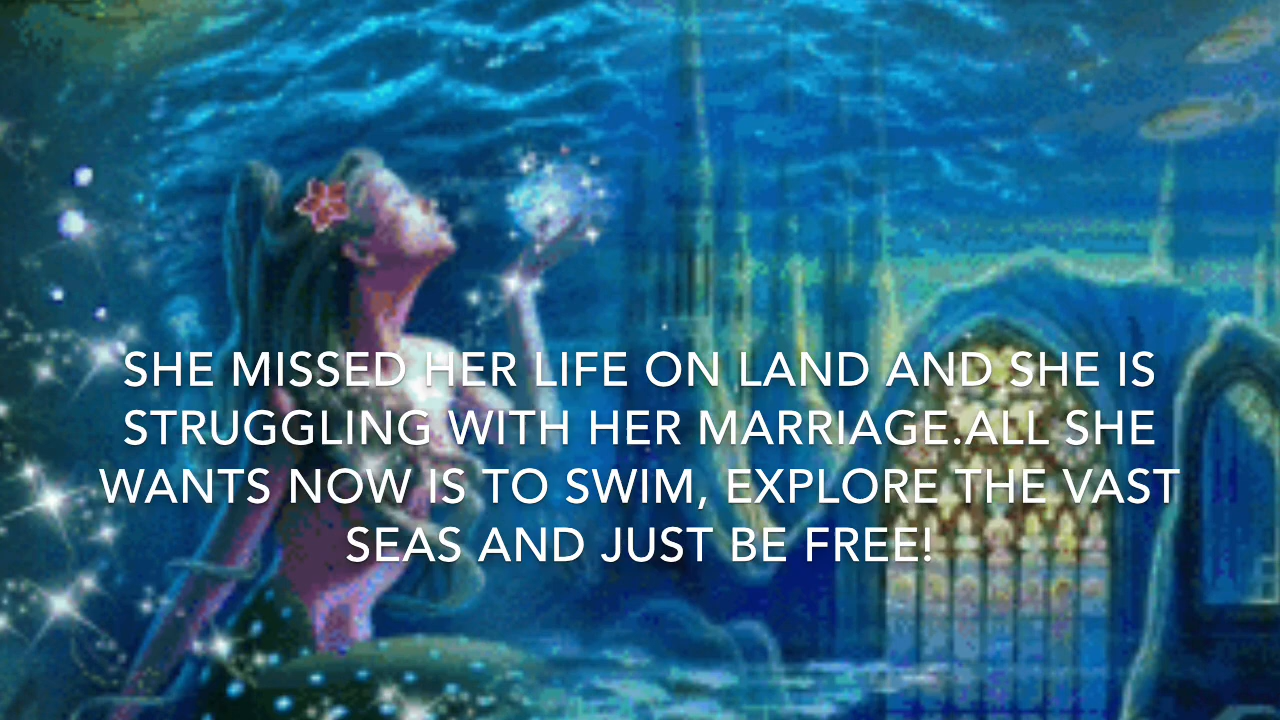 SHE MISSED HER LIFE ON LAND AND SHE IS
STRUGGLING WITH HER MARRIAGE.ALL SHE
WANTS NOW IS TO SWIM, EXPLORE THE VAST
SEAS AND JUST BE FREE!